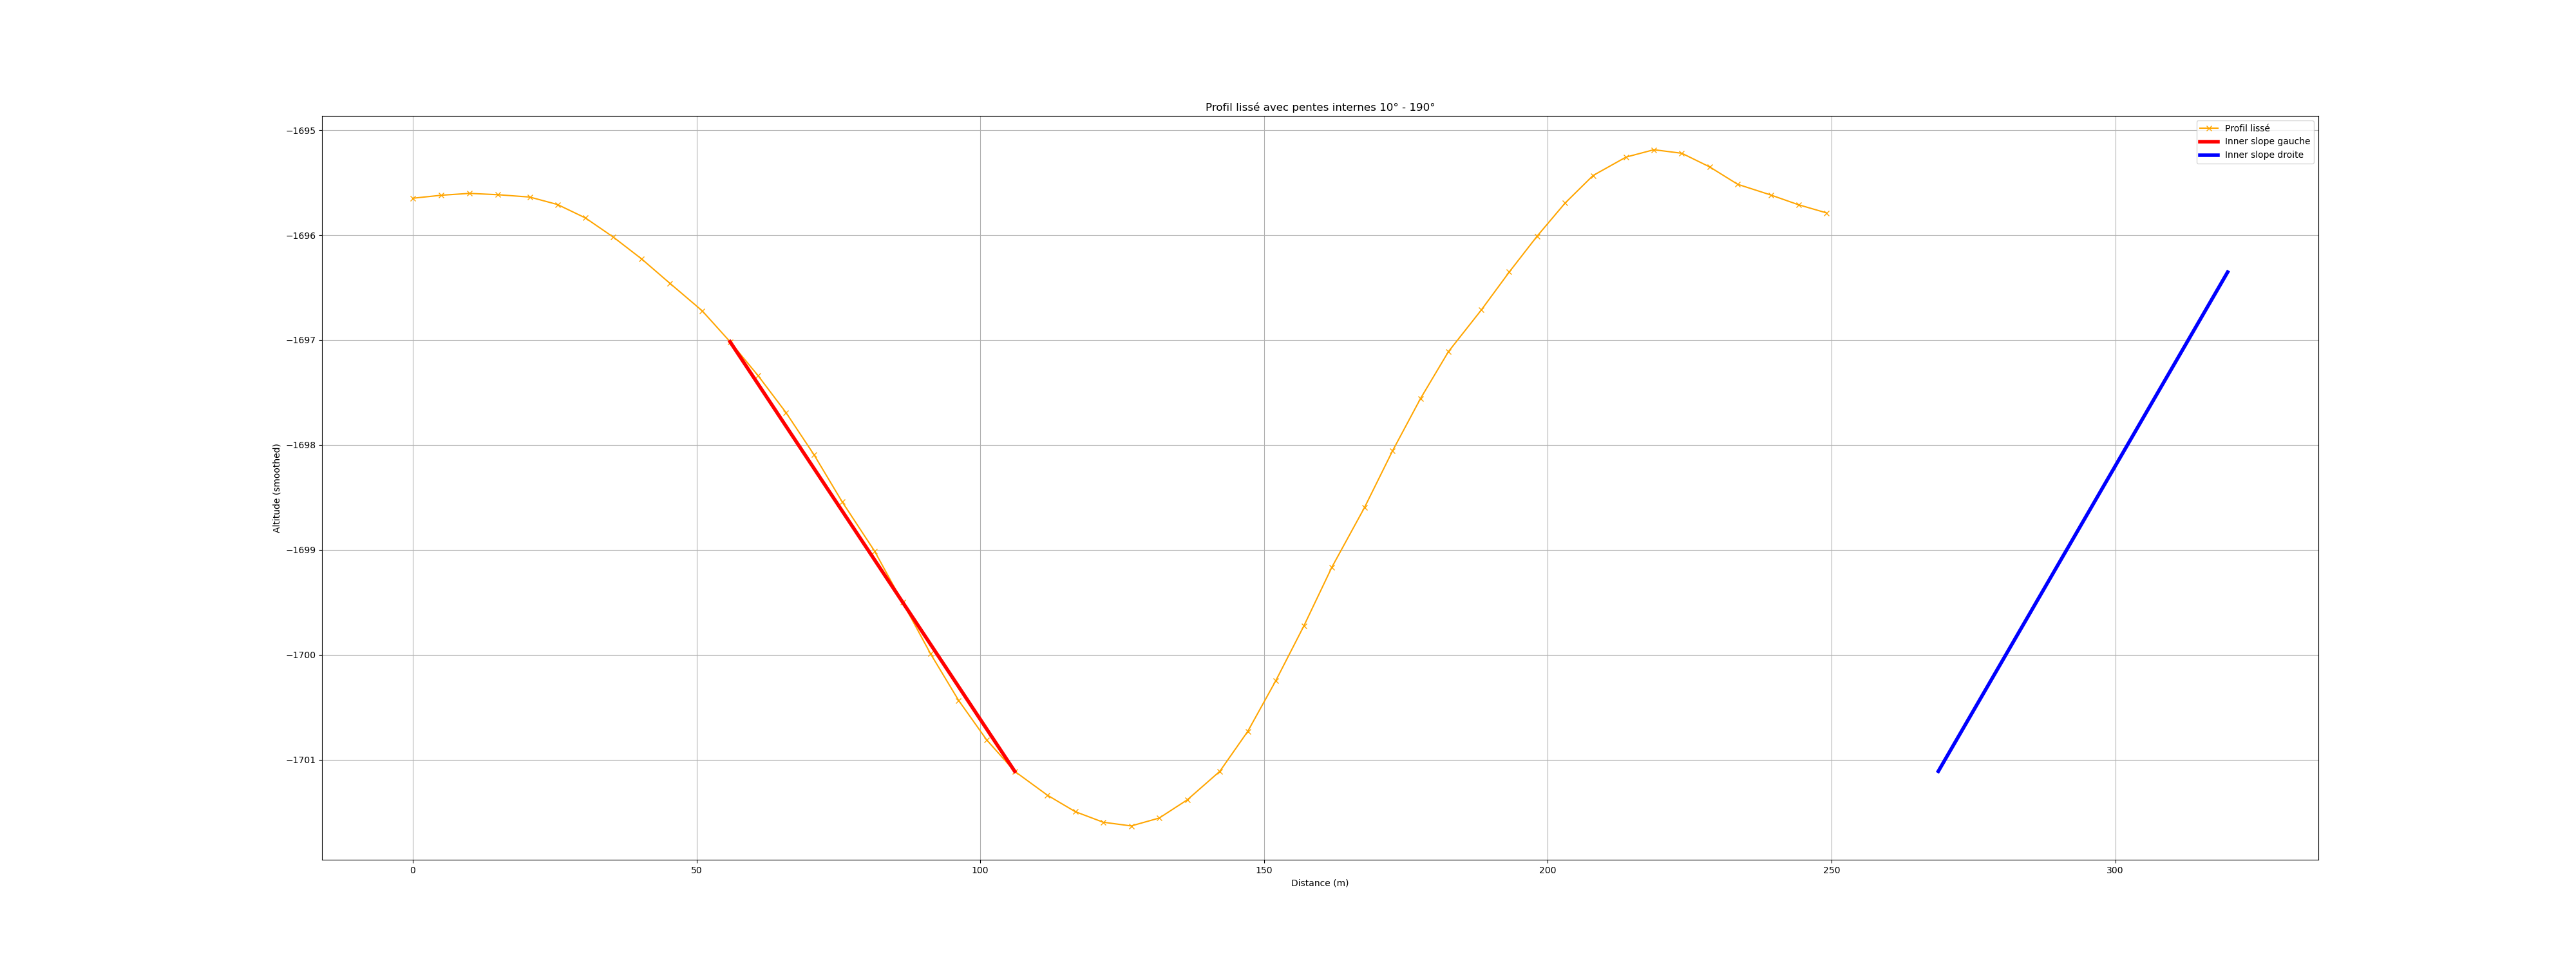 Profil lissé avec pentes internes 10° - 190°
Profil lissé
Inner slope gauche
Inner slope droite
Altitude (smoothed)
−1695
−1696
−1697
−1698
−1699
−1700
−1701
0 50 100 150 200 250 300
Distance (m)